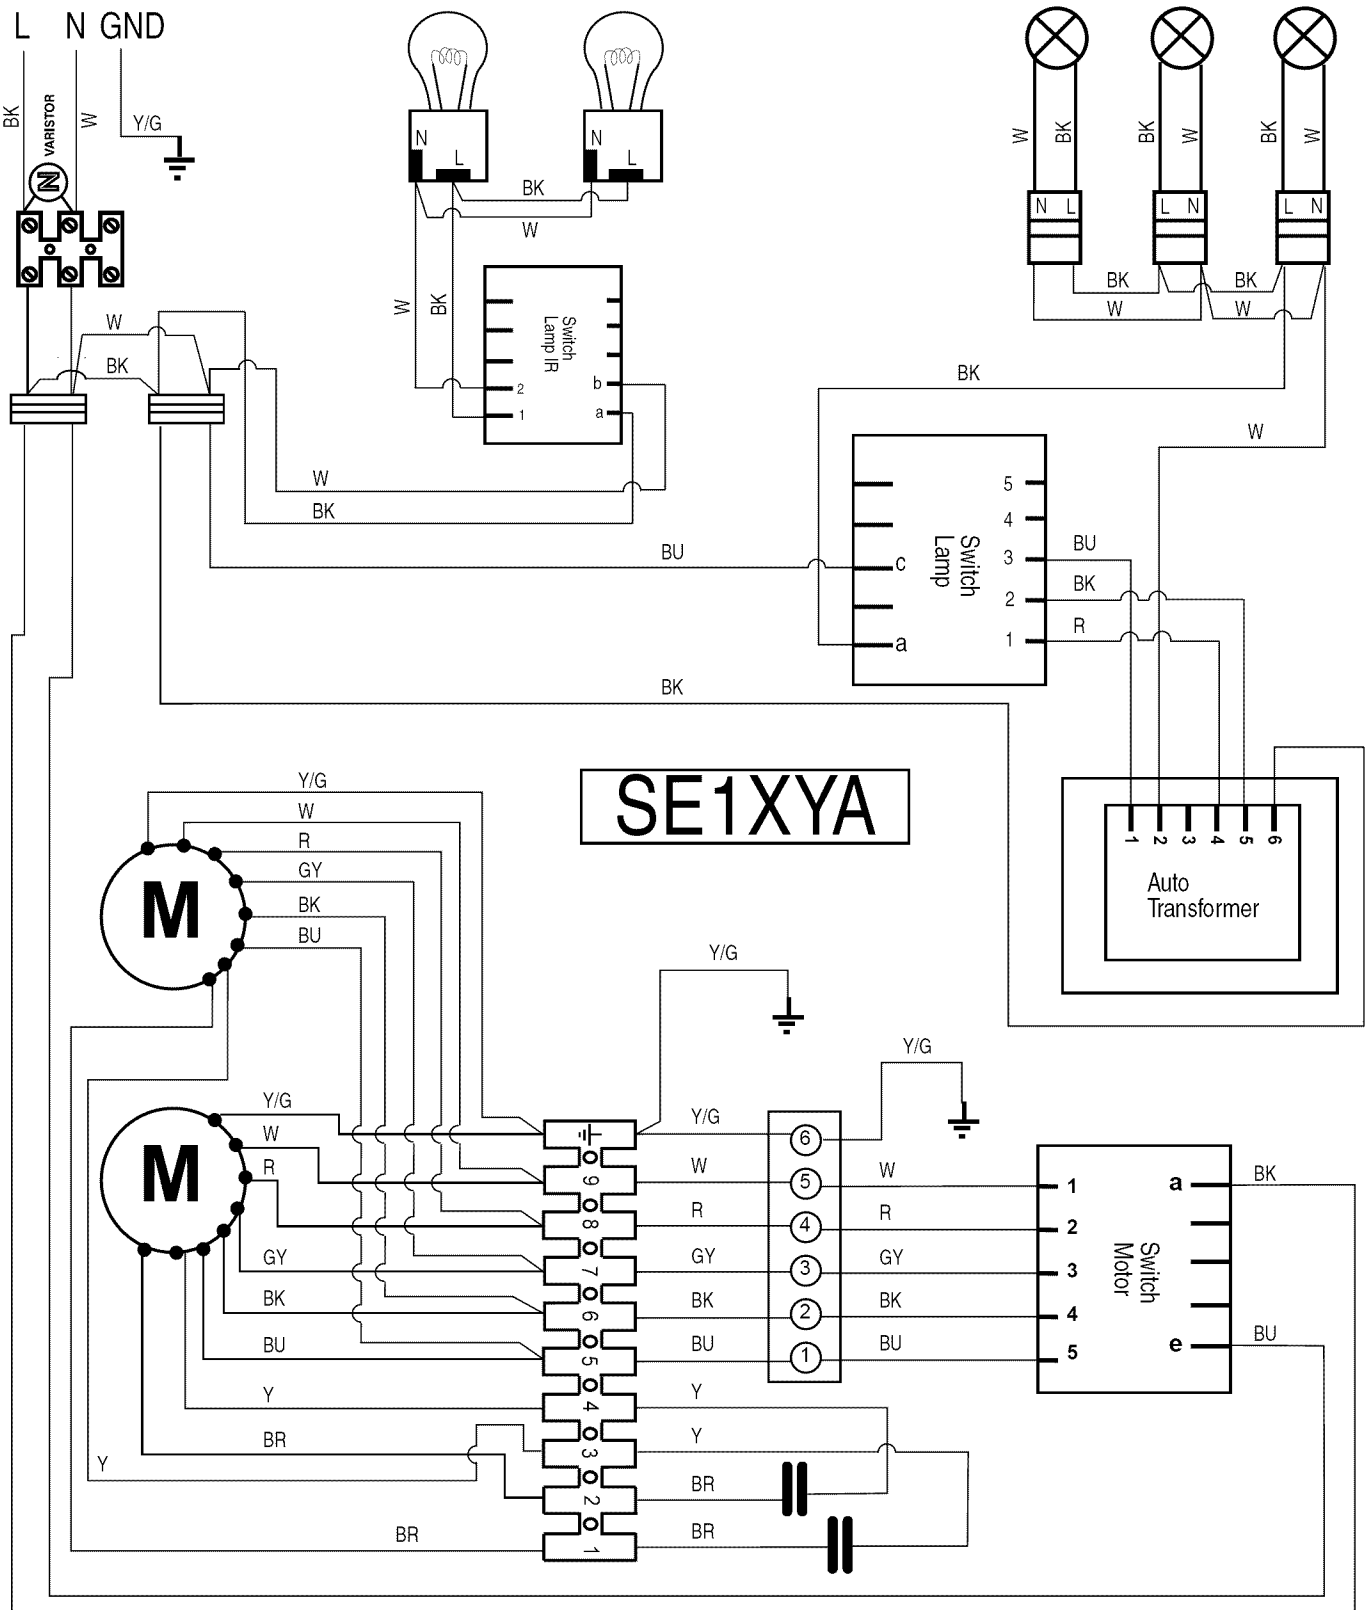 L N GND
BK
VARISTOR
W
Y/G
N
N
L
N
L
BK
W
W
BK
Switch
Lamp IR
2
1
b
a
W
BK
W
BK
W
BK
BK
W
BK
W
N L
L N
L N
BK
W
BK
W
BK
W
BU
BK
Switch
Lamp
c
a
5
4
3
2
1
BU
BK
R
SE1XYA
1 2 3 4 5 6
Auto
Transformer
Y/G
W
R
GY
BK
BU
M
Y/G
Y/G
M
Y/G
W
R
GY
BK
BU
Y
BR
Y
BR
9
8
7
6
5
4
3
2
1
Y/G
W
R
GY
BK
BU
Y
Y
BR
BR
6
5
4
3
2
1
W
R
GY
BK
BU
1
2
3
4
5
Switch
Motor
a
e
BK
BU